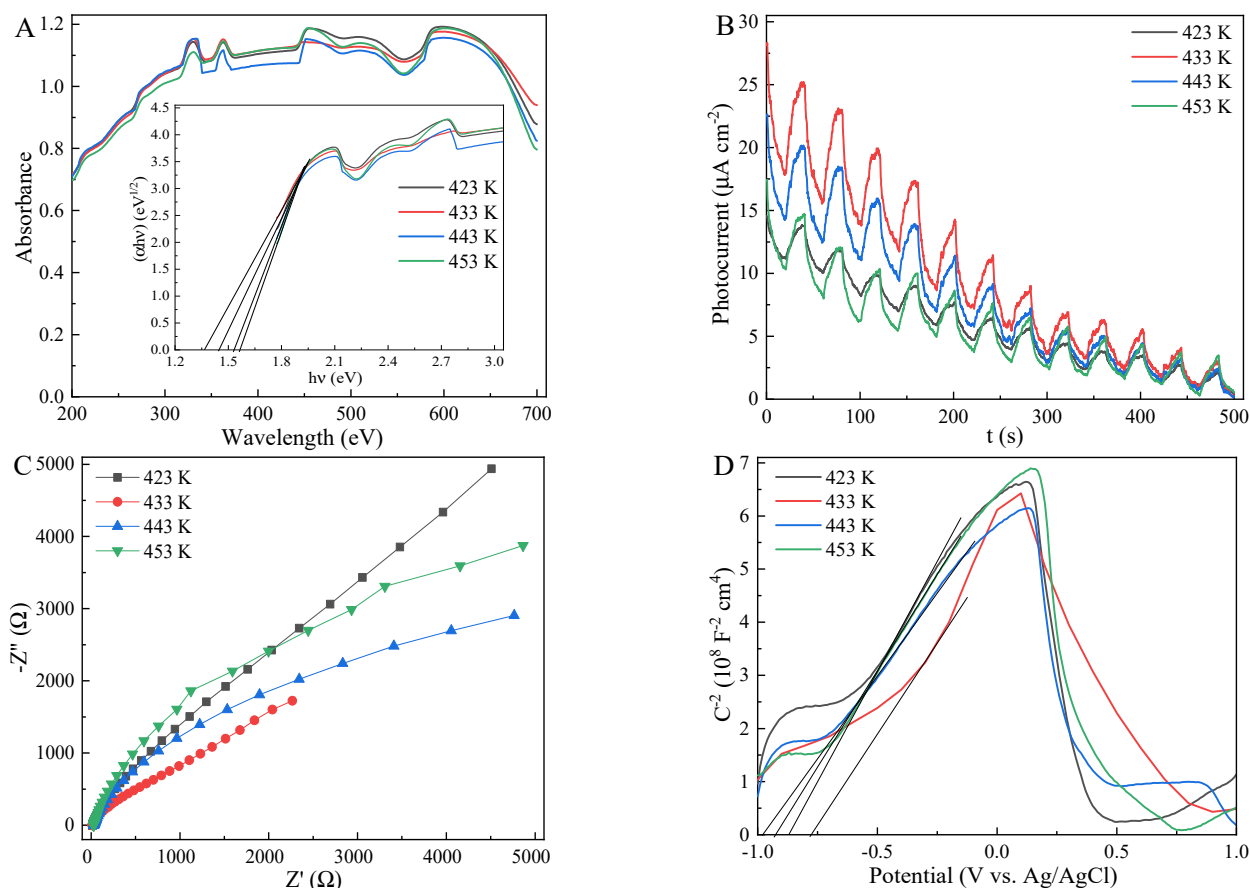 A
Absorbance
1.2
1.0
0.8
0.6
0.4
0.2
0.0
200
300
400
500
600
700
Wavelength (eV)
(αhν) (eV1/2)
4.5
4.0
3.5
3.0
2.5
2.0
1.5
1.0
0.5
0.0
1.2
1.5
1.8
2.1
2.4
2.7
3.0
hν (eV)
423 K
433 K
443 K
453 K
B
Photocurrent (μA cm-2)
30
25
20
15
10
5
0
0
100
200
300
400
500
t (s)
423 K
433 K
443 K
453 K
C
-Z'' (Ω)
5000
4000
3000
2000
1000
0
0
1000
2000
3000
4000
5000
Z' (Ω)
423 K
433 K
443 K
453 K
D
C-2 (108 F-2 cm4)
7
6
5
4
3
2
1
0
-1.0
-0.5
0.0
0.5
1.0
Potential (V vs. Ag/AgCl)
423 K
433 K
443 K
453 K